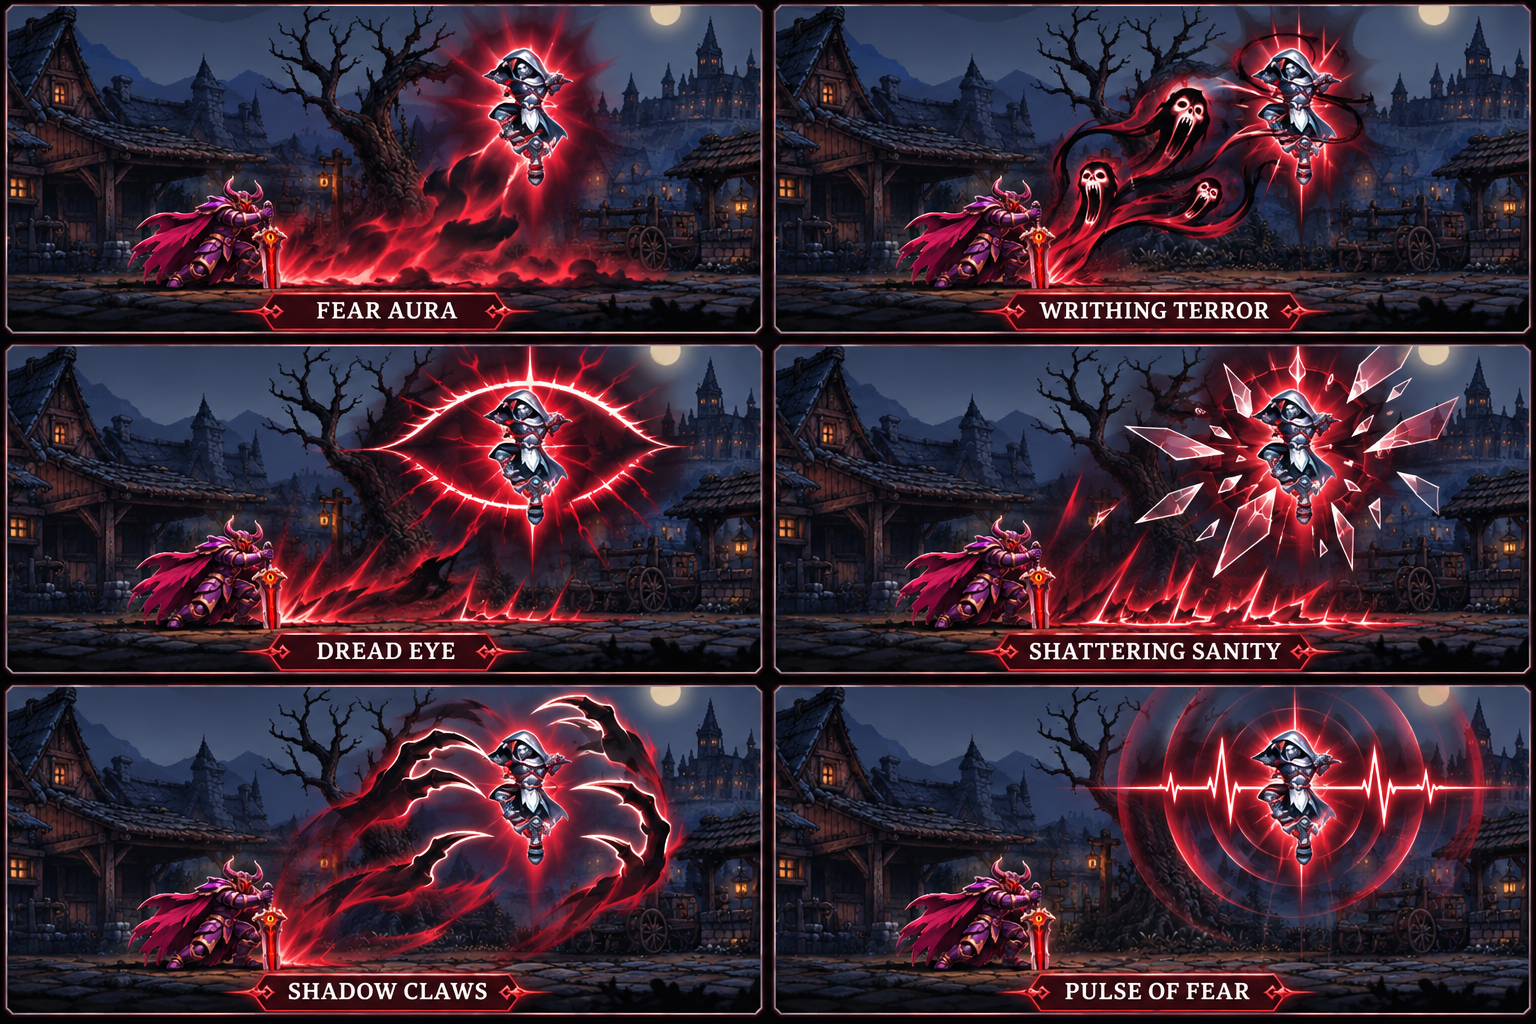 FEAR AURA
WRITHING TERROR
DREAD EYE
SHATTERING SANITY
SHADOW CLAWS
PULSE OF FEAR